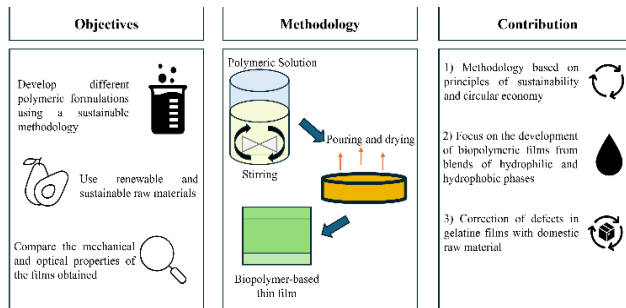 Objectives
Develop different
polymeric formulations
using a sustainable
methodology
Use renewable and
sustainable raw materials
Compare the mechanical
and optical properties of
the films obtained
Methodology
Polymeric Solution
Stirring
Pouring and drying
Biopolymer-based
thin film
Contribution
1) Methodology based on
principles of sustainability
and circular economy
2) Focus on the development
of biopolymeric films from
blends of hydrophilic and
hydrophobic phases
3) Correction of defects in
gelatine films with domestic
raw material